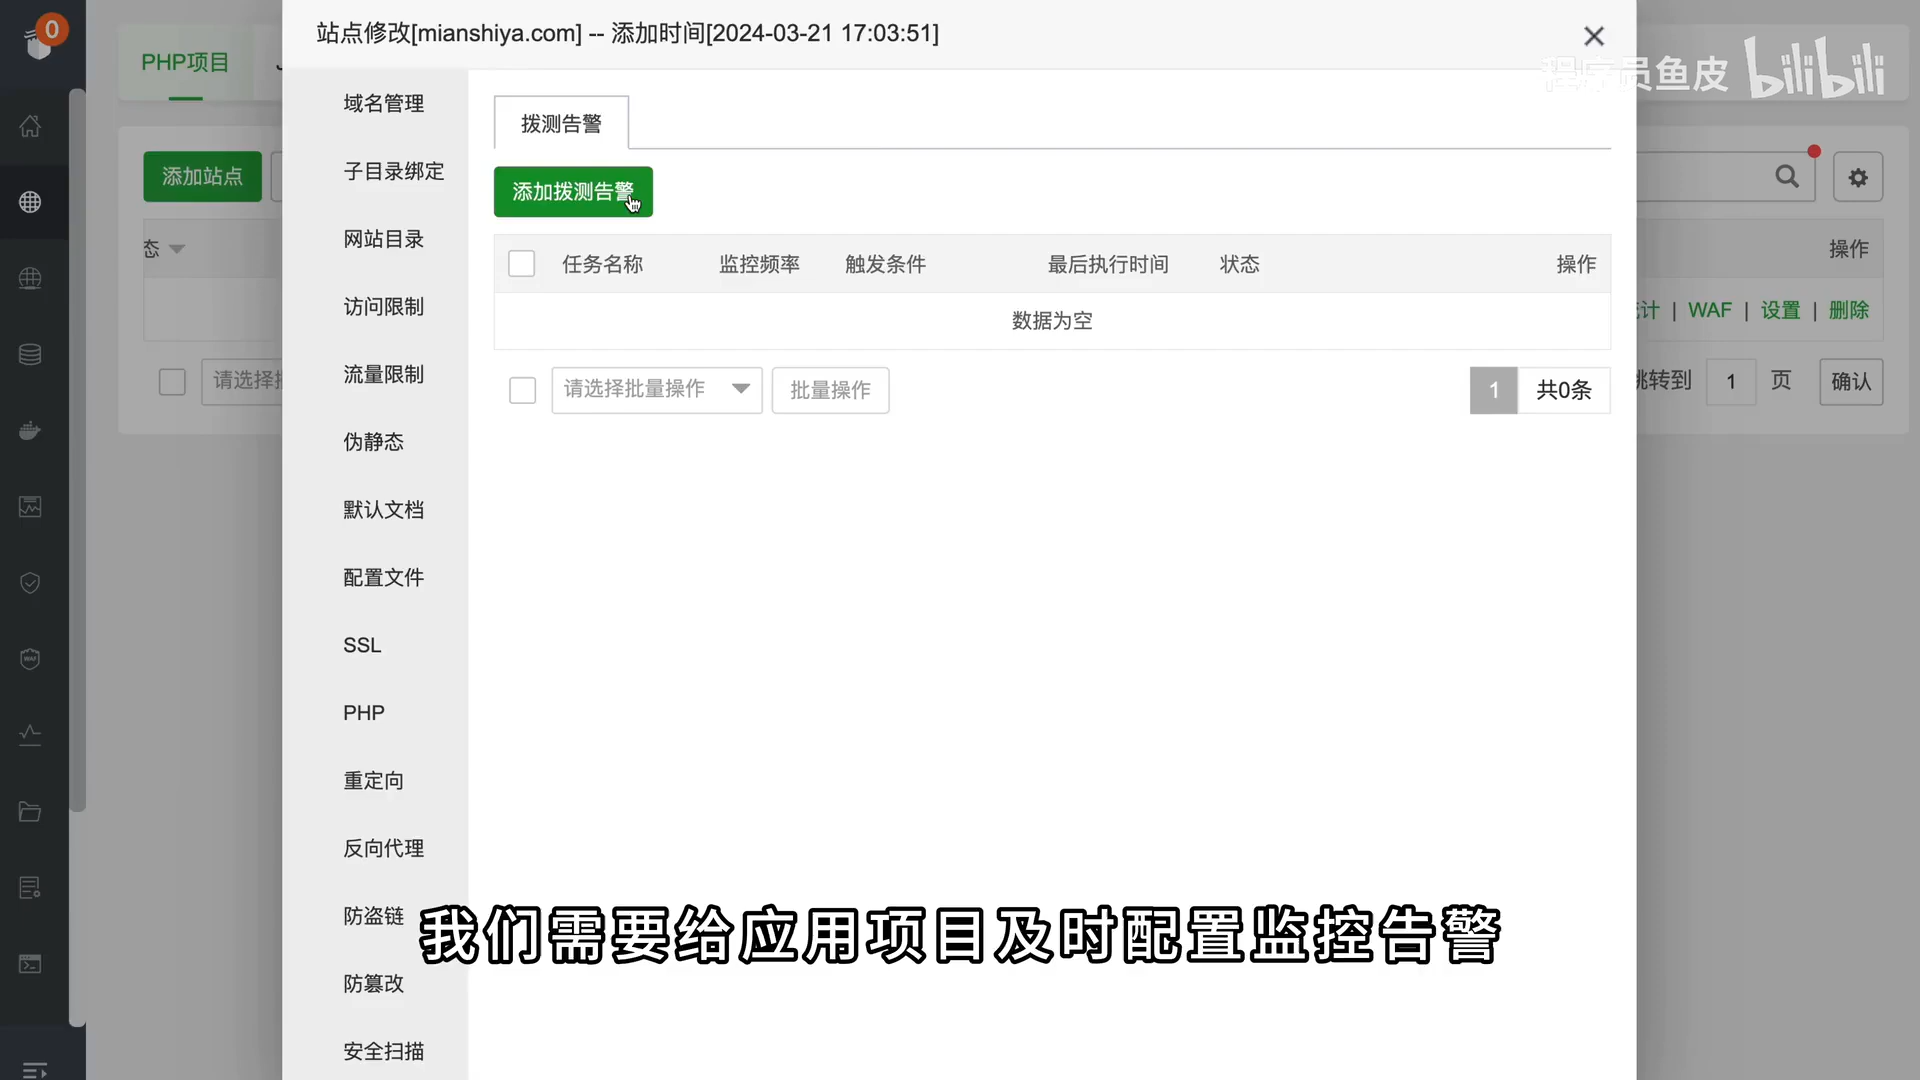 0
站点修改[mianshiya.com] -- 添加时间[2024-03-21 17:03:51]
程序员鱼皮 bilibili
PHP项目
添加站点
态
请选择
域名管理
子目录绑定
网站目录
访问限制
流量限制
伪静态
默认文档
配置文件
SSL
PHP
重定向
反向代理
防盗链
防篡改
安全扫描
拨测告警
添加拨测告警
任务名称 监控频率 触发条件 最后执行时间 状态 操作
数据为空
请选择批量操作 批量操作 1 共0条
操作
计 | WAF | 设置 | 删除
跳转到 1 页 确认
WAF
我们需要给应用项目及时配置监控告警